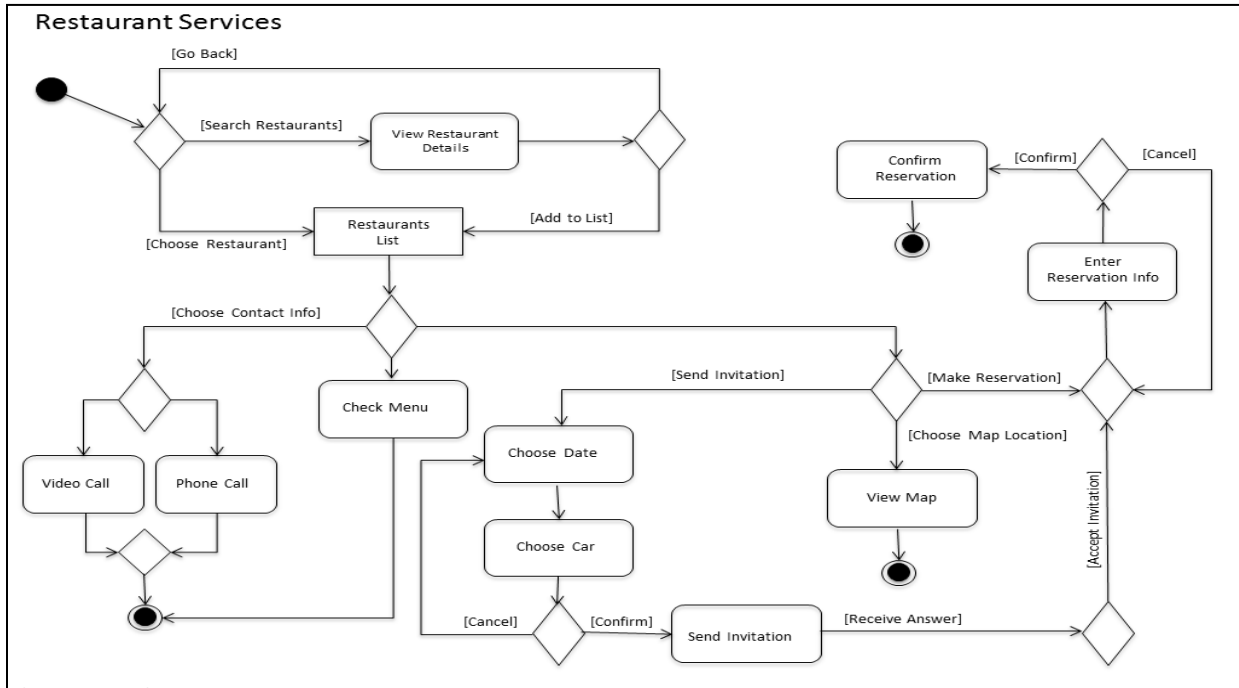 Restaurant Services
[Go Back]
[Search Restaurants]
View Restaurant
Details
Confirm
Reservation
[Confirm]
[Cancel]
[Choose Restaurant]
Restaurants
List
[Add to List]
Enter
Reservation Info
[Choose Contact Info]
[Send Invitation]
[Make Reservation]
Check Menu
[Choose Map Location]
Choose Date
Video Call
Phone Call
View Map
[Accept Invitation]
Choose Car
[Cancel]
[Confirm]
Send Invitation
[Receive Answer]